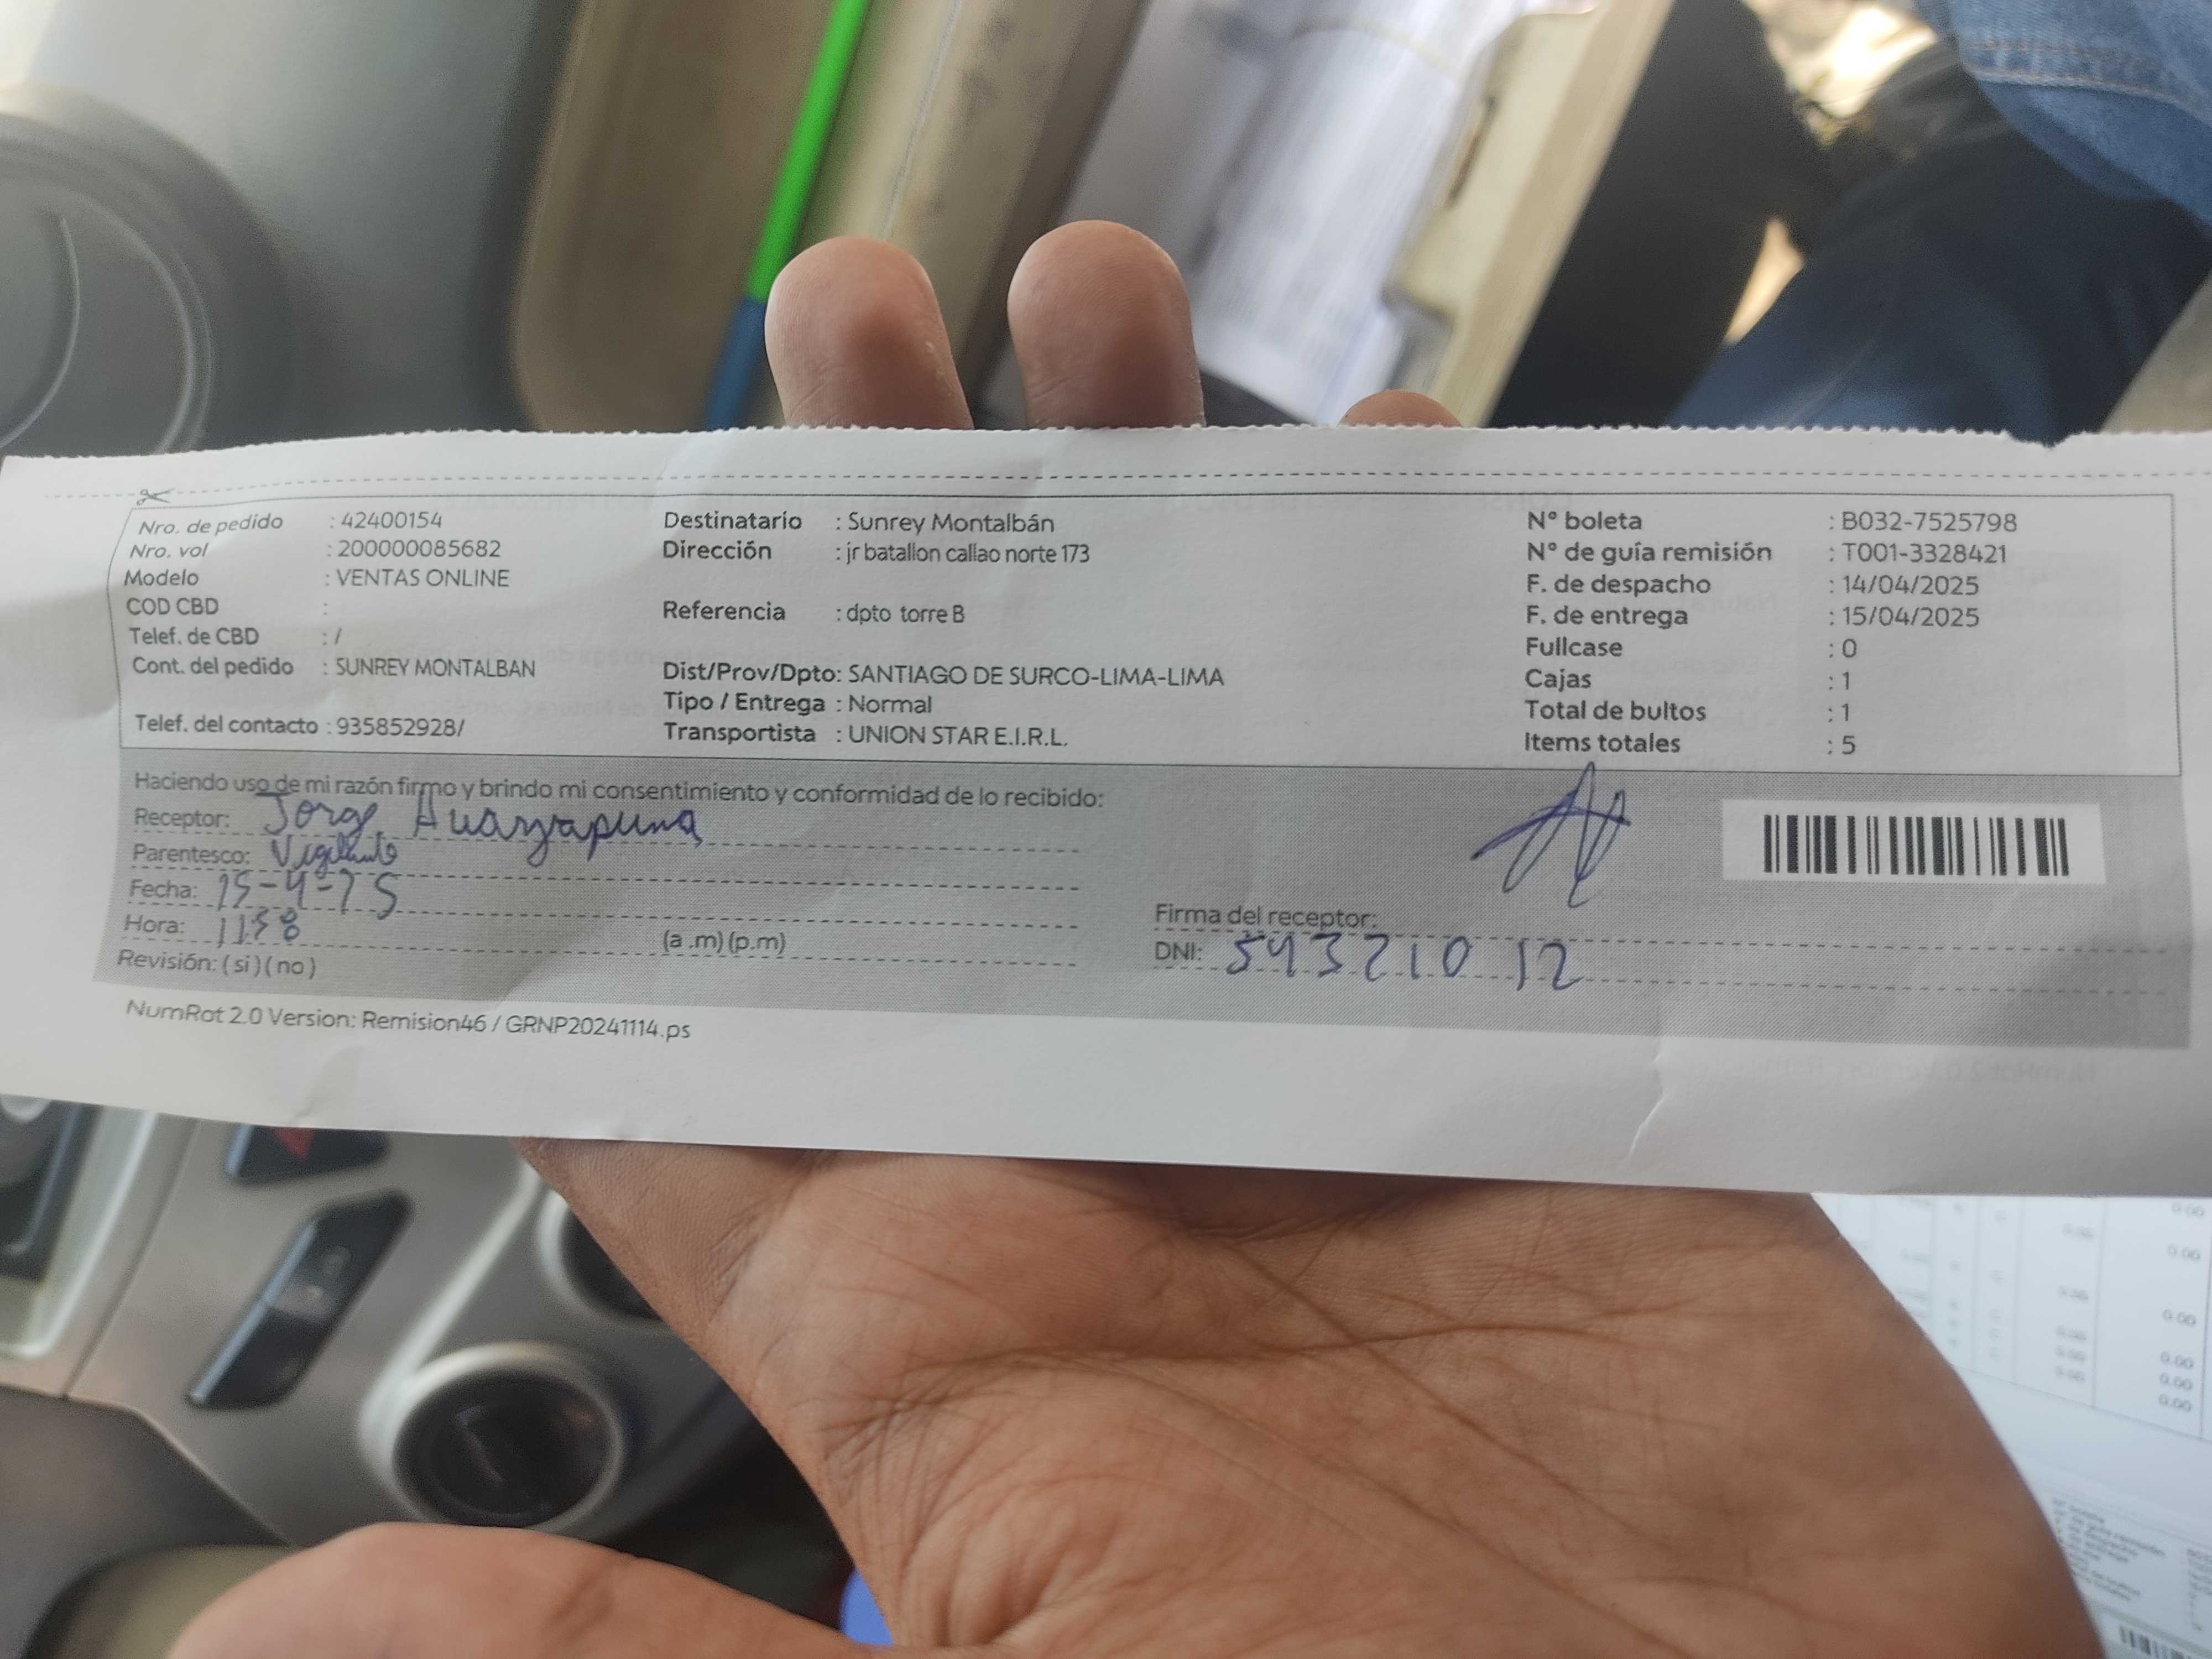 Nro. de pedido : 42400154
Nro. vol : 200000085682
Modelo : VENTAS ONLINE
COD CBD :
Telef. de CBD : /
Cont. del pedido : SUNREY MONTALBAN
Telef. del contacto : 935852928/
Destinatario : Sunrey Montalbán
Dirección : jr batallon callao norte 173
Referencia : dpto torre B
Dist/Prov/Dpto: SANTIAGO DE SURCO-LIMA-LIMA
Tipo / Entrega : Normal
Transportista : UNION STAR E.I.R.L.
N° boleta : B032-7525798
N° de guía remisión : T001-3328421
F. de despacho : 14/04/2025
F. de entrega : 15/04/2025
Fullcase : 0
Cajas : 1
Total de bultos : 1
Items totales : 5
Haciendo uso de mi razón firmo y brindo mi consentimiento y conformidad de lo recibido:
Receptor: Jorge Huayapuma
Parentesco: Vigilante
Fecha: 15-4-25
Hora: 1138 (a .m) (p.m)
Revisión: ( si ) ( no )
Firma del receptor:
DNI: 54321012
NumRot 2.0 Version: Remision46 / GRNP20241114.ps